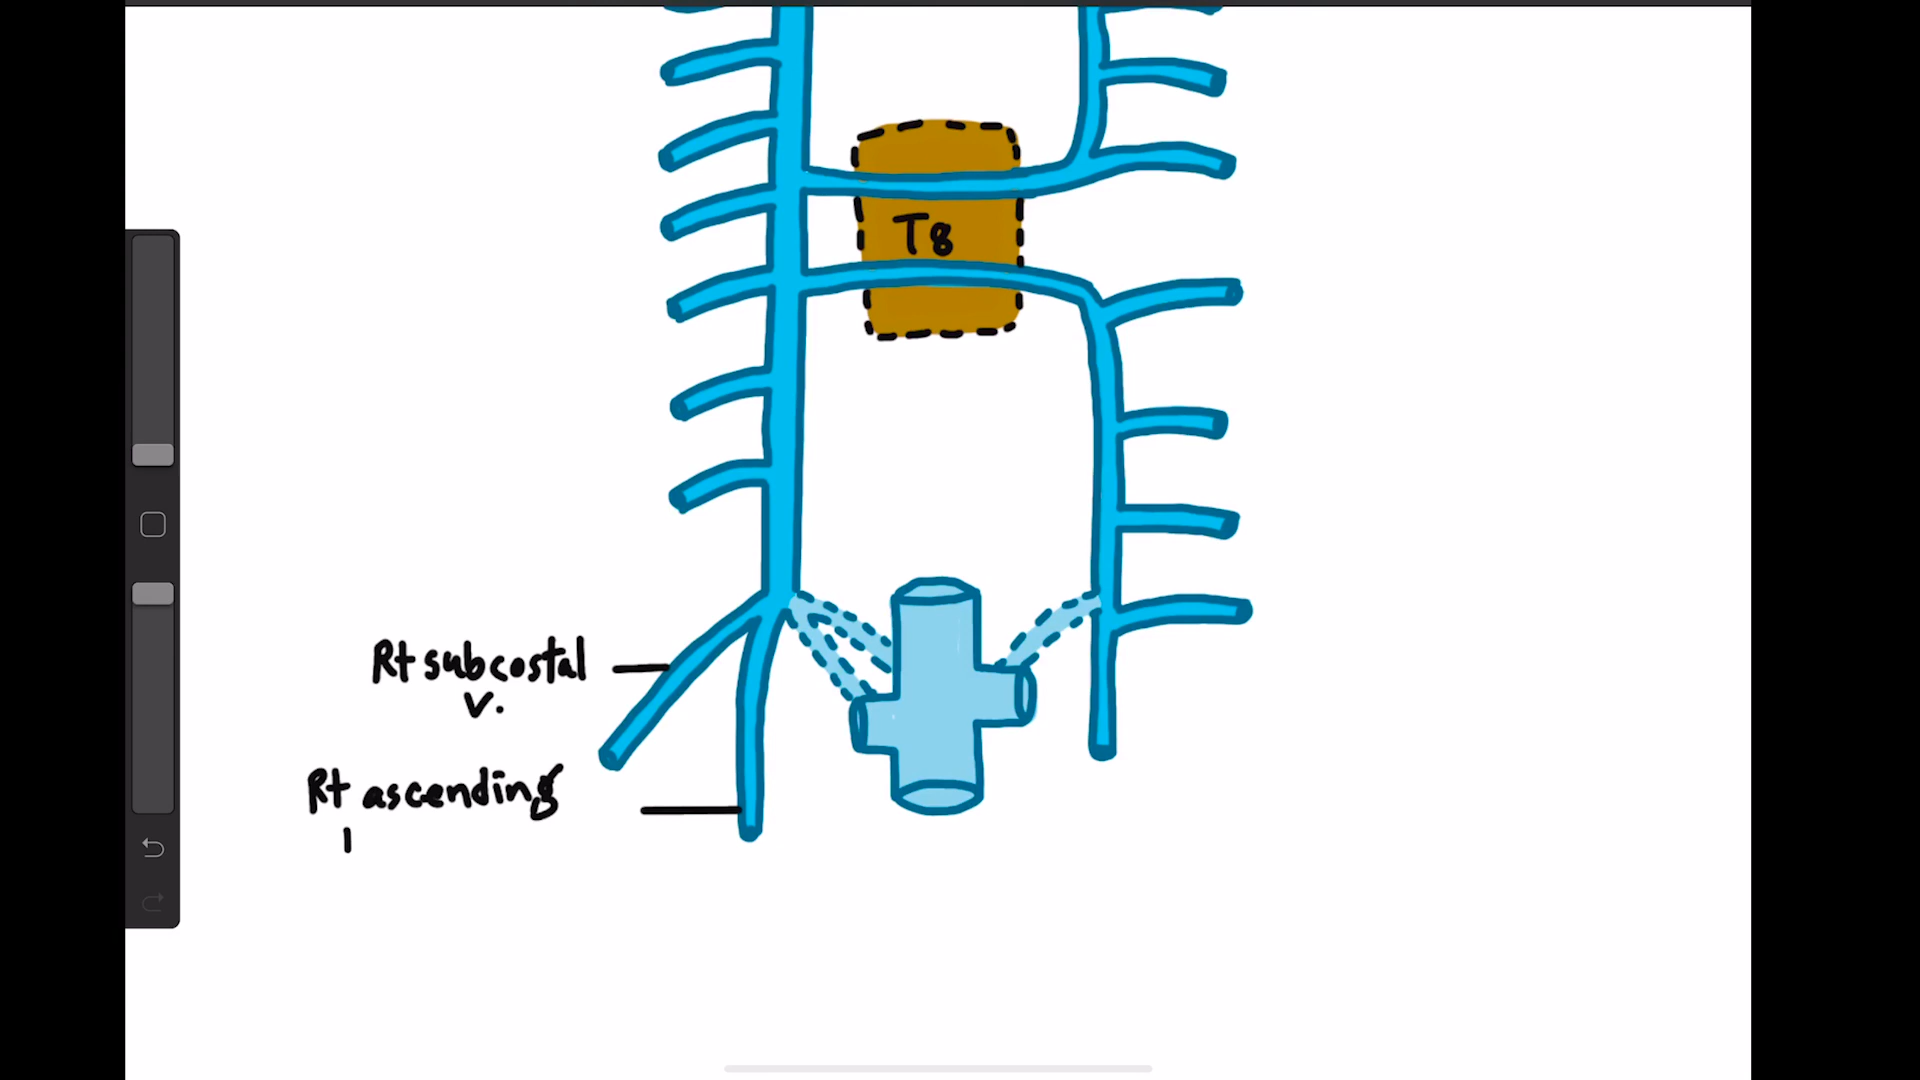 T8
Rt subcostal
v.
Rt ascending
l